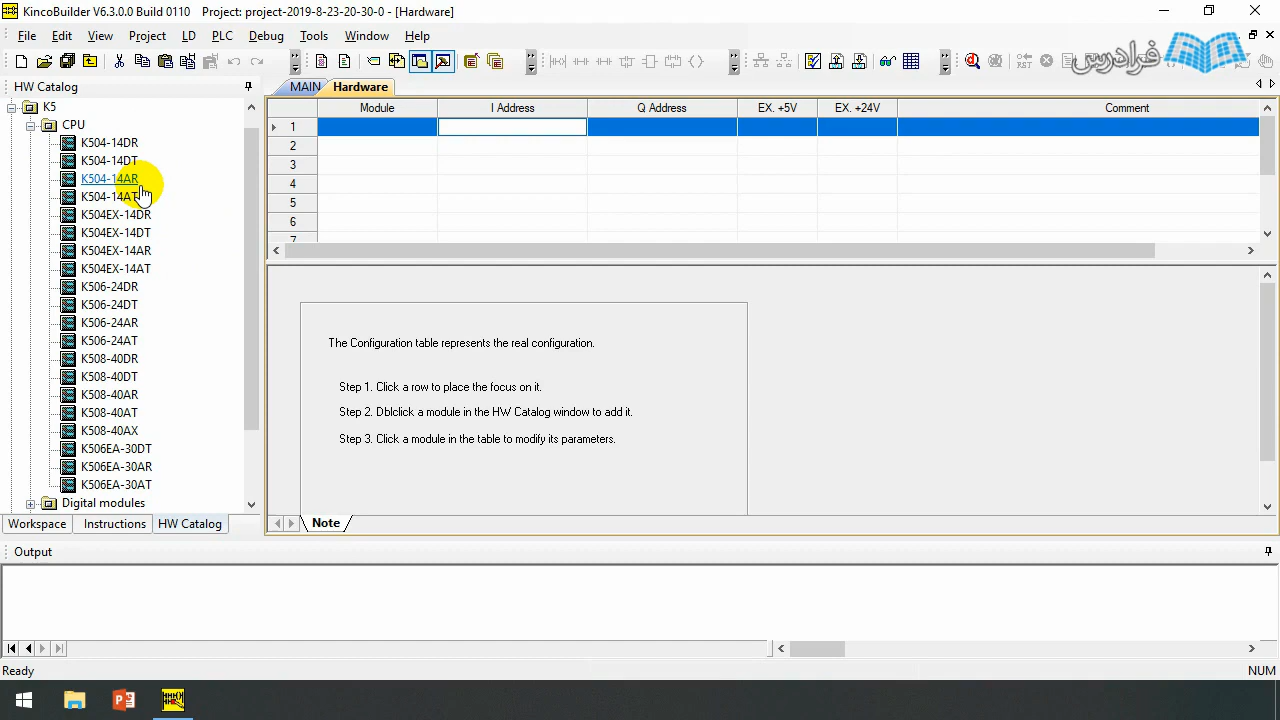 KincoBuilder V6.3.0.0 Build 0110 Project: project-2019-8-23-20-30-0 - [Hardware]
File Edit View Project LD PLC Debug Tools Window Help
فرادرس
HW Catalog
MAIN Hardware
K5
CPU
K504-14DR
K504-14DT
K504-14AR
K504-14AT
K504EX-14DR
K504EX-14DT
K504EX-14AR
K504EX-14AT
K506-24DR
K506-24DT
K506-24AR
K506-24AT
K508-40DR
K508-40DT
K508-40AR
K508-40AT
K508-40AX
K506EA-30DT
K506EA-30AR
K506EA-30AT
Digital modules
Workspace Instructions HW Catalog
Module I Address Q Address EX. +5V EX. +24V Comment
1
2
3
4
5
6
7
The Configuration table represents the real configuration.
Step 1. Click a row to place the focus on it.
Step 2. Dblclick a module in the HW Catalog window to add it.
Step 3. Click a module in the table to modify its parameters.
Note
Output
Ready NUM